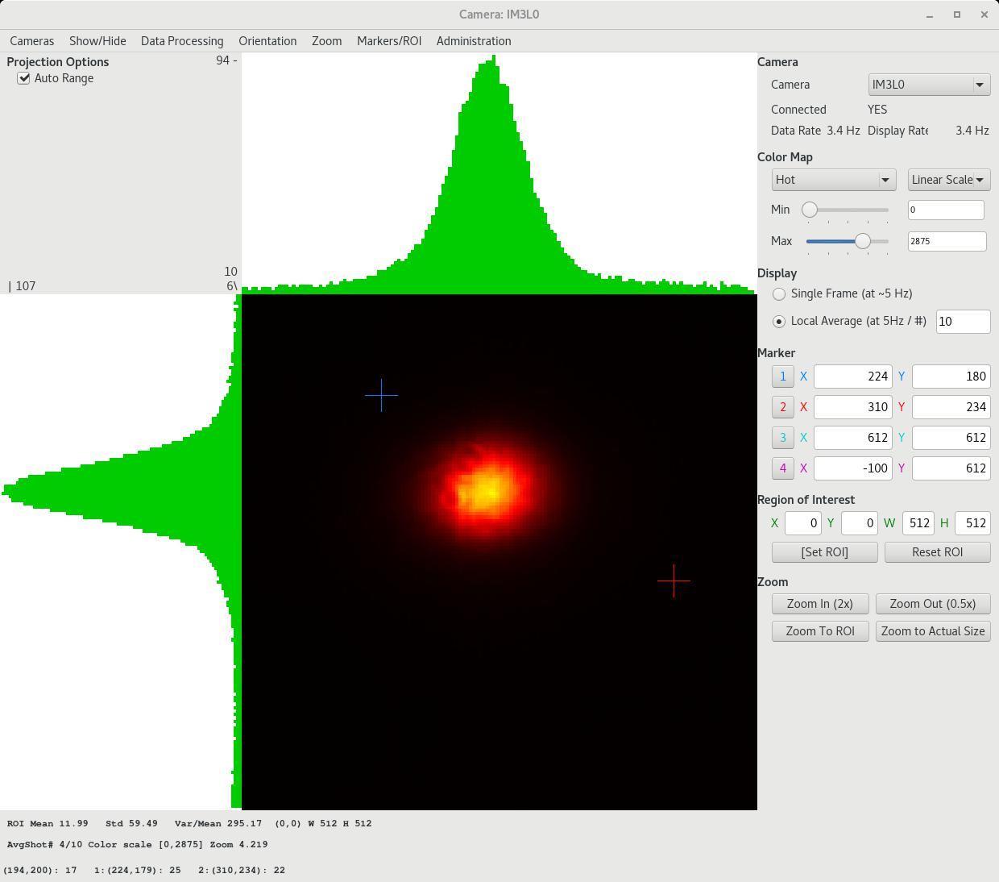 Camera: IM3L0
Cameras Show/Hide Data Processing Orientation Zoom Markers/ROI Administration
Projection Options
Auto Range
94 -
10
| 107 6\
Camera
Camera IM3L0
Connected YES
Data Rate 3.4 Hz Display Rate 3.4 Hz
Color Map
Hot Linear Scale
Min 0
Max 2875
Display
Single Frame (at ~5 Hz)
Local Average (at 5Hz / #) 10
Marker
1 X 224 Y 180
2 X 310 Y 234
3 X 612 Y 612
4 X -100 Y 612
Region of Interest
X 0 Y 0 W 512 H 512
[Set ROI] Reset ROI
Zoom
Zoom In (2x) Zoom Out (0.5x)
Zoom To ROI Zoom to Actual Size
ROI Mean 11.99 Std 59.49 Var/Mean 295.17 (0,0) W 512 H 512
AvgShot# 4/10 Color scale [0,2875] Zoom 4.219
(194,200): 17 1:(224,179): 25 2:(310,234): 22